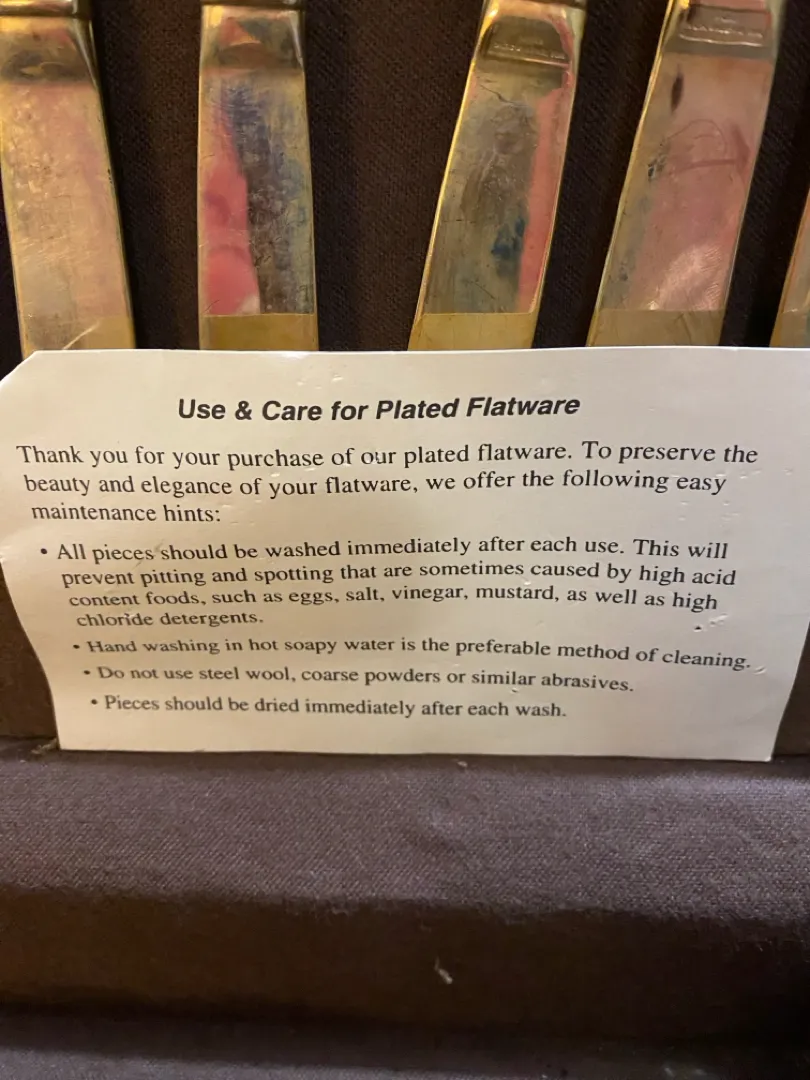 Use & Care for Plated Flatware
Thank you for your purchase of our plated flatware. To preserve the
beauty and elegance of your flatware, we offer the following easy
maintenance hints:
• All pieces should be washed immediately after each use. This will
prevent pitting and spotting that are sometimes caused by high acid
content foods, such as eggs, salt, vinegar, mustard, as well as high
chloride detergents.
• Hand washing in hot soapy water is the preferable method of cleaning.
• Do not use steel wool, coarse powders or similar abrasives.
• Pieces should be dried immediately after each wash.